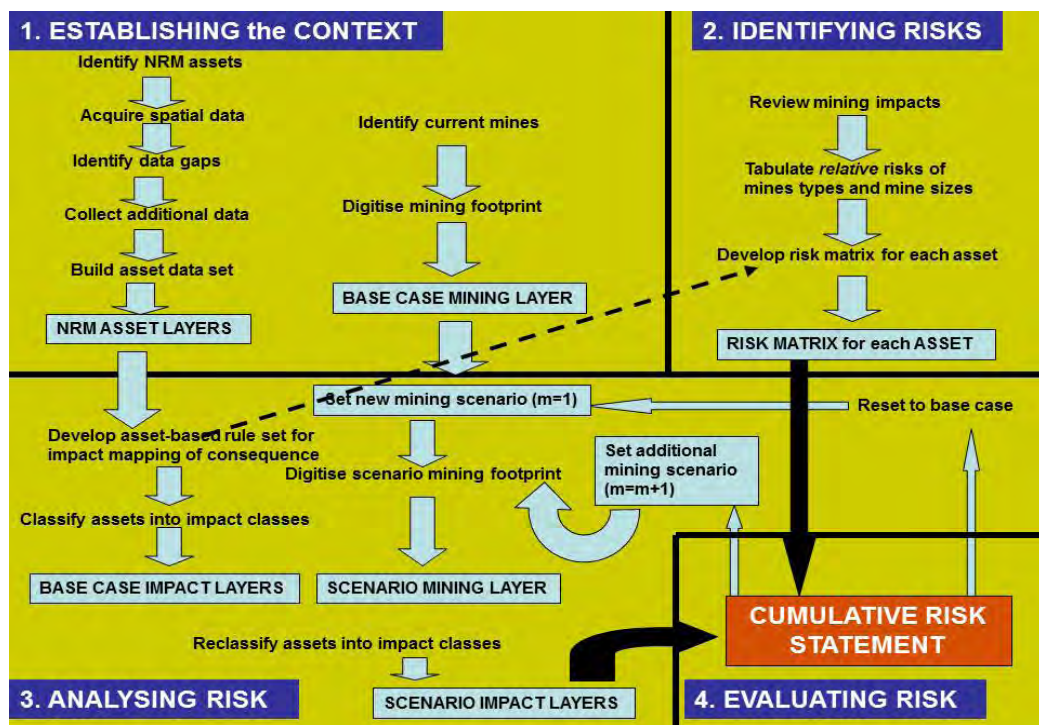 1. ESTABLISHING the CONTEXT
Identify NRM assets
Acquire spatial data
Identify data gaps
Collect additional data
Build asset data set
NRM ASSET LAYERS
Identify current mines
Digitise mining footprint
BASE CASE MINING LAYER
2. IDENTIFYING RISKS
Review mining impacts
Tabulate relative risks of
mines types and mine sizes
Develop risk matrix for each asset
RISK MATRIX for each ASSET
Develop asset-based rule set for
impact mapping of consequence
Classify assets into impact classes
BASE CASE IMPACT LAYERS
Set new mining scenario (m=1)
Digitise scenario mining footprint
SCENARIO MINING LAYER
Reset to base case
Set additional
mining scenario
(m=m+1)
Reclassify assets into impact classes
SCENARIO IMPACT LAYERS
3. ANALYSING RISK
CUMULATIVE RISK
STATEMENT
4. EVALUATING RISK